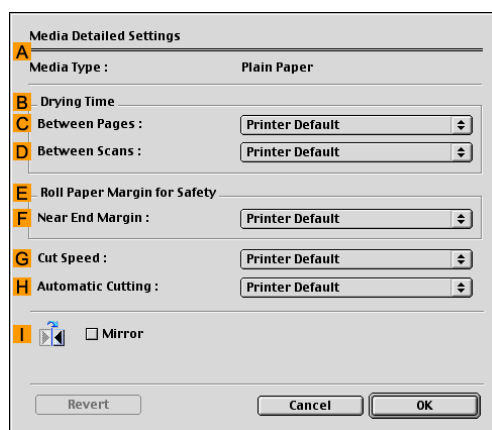 Media Detailed Settings
A
Media Type : Plain Paper
B Drying Time
C Between Pages : Printer Default
D Between Scans : Printer Default
E Roll Paper Margin for Safety
F Near End Margin : Printer Default
G Cut Speed : Printer Default
H Automatic Cutting : Printer Default
I Mirror
Revert Cancel OK